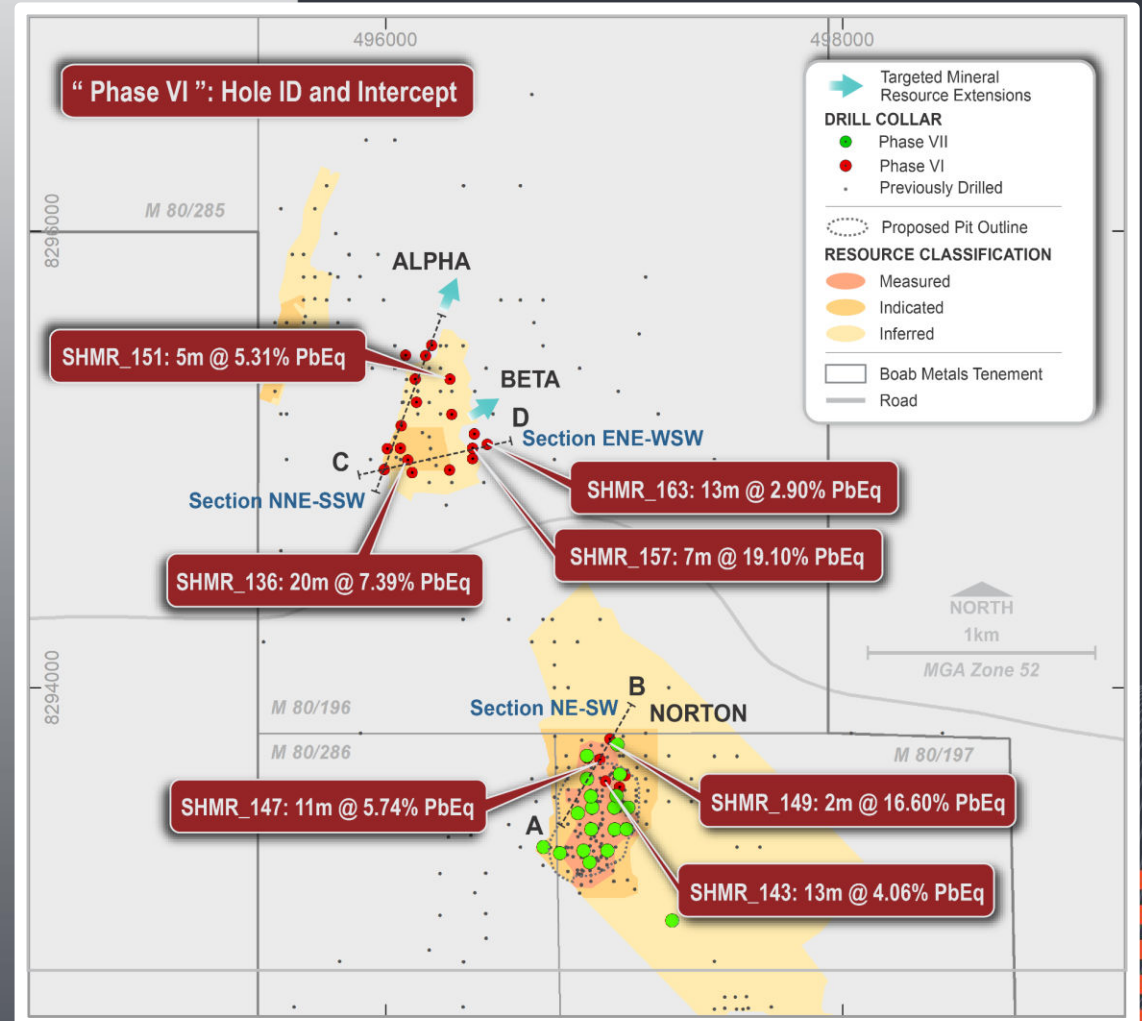 496000
498000
“ Phase VI ”: Hole ID and Intercept
Targeted Mineral
Resource Extensions
DRILL COLLAR
Phase VII
Phase VI
Previously Drilled
Proposed Pit Outline
RESOURCE CLASSIFICATION
Measured
Indicated
Inferred
Boab Metals Tenement
Road
M 80/285
8296000
ALPHA
SHMR_151: 5m @ 5.31% PbEq
BETA
D
Section ENE-WSW
C
Section NNE-SSW
SHMR_163: 13m @ 2.90% PbEq
SHMR_157: 7m @ 19.10% PbEq
SHMR_136: 20m @ 7.39% PbEq
NORTH
1km
MGA Zone 52
8294000
M 80/196
Section NE-SW
B
NORTON
M 80/286
M 80/197
SHMR_147: 11m @ 5.74% PbEq
SHMR_149: 2m @ 16.60% PbEq
A
SHMR_143: 13m @ 4.06% PbEq